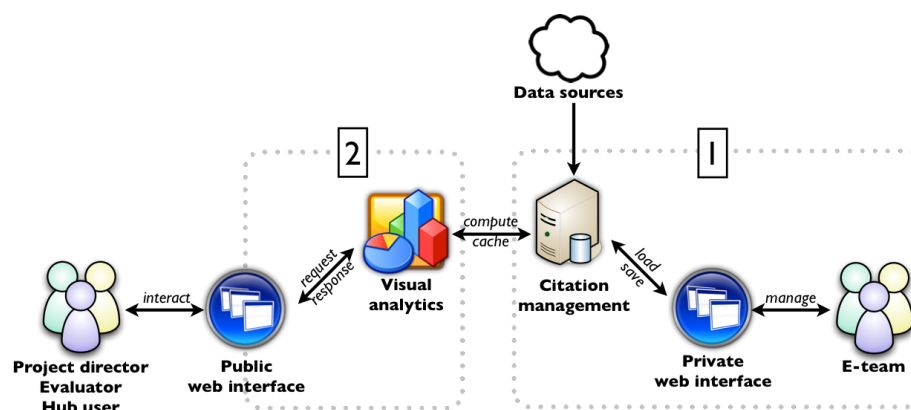 Data sources
2
1
compute
cache
request
response
load
save
Visual
analytics
Citation
management
interact
manage
Project director
Evaluator
Hub user
Public
web interface
Private
web interface
E-team